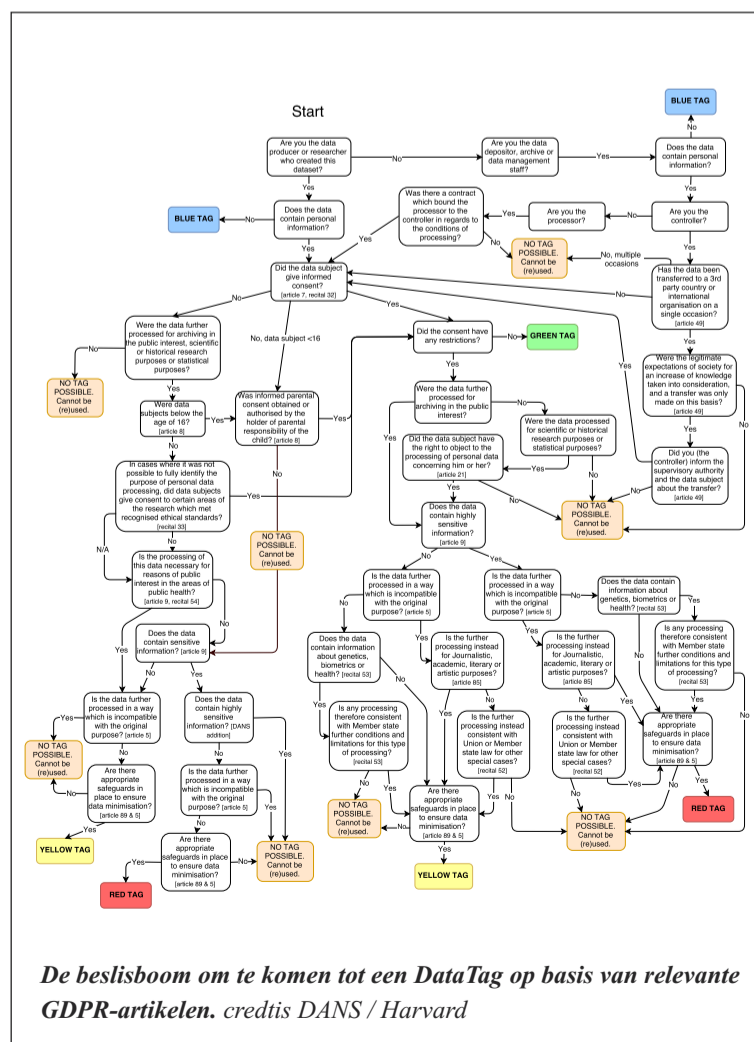 Start
BLUE TAG
No
Are you the data
producer or researcher
who created this
dataset?
No
Are you the data
depositor, archive or
data management
staff?
Yes
Does the data
contain personal
information?
Yes
Yes
BLUE TAG
No
Does the data
contain personal
information?
Yes
Was there a contract
which bound the
processor to the
controller in regards to
the conditions of
processing?
Yes
Are you the
processor?
No
Are you the
controller?
Yes
Yes
No
NO TAG
POSSIBLE.
Cannot be
(re)used.
No, multiple
occasions
Has the data been
transferred to a 3rd
party country or
international
organisation on a
single occasion?
[article 49]
No
Yes
Did the data subject
give informed
consent?
[article 7, recital 32]
No
No, data subject <16
Yes
Were the data further
processed for archiving in
the public interest, scientific
or historical research
purposes or statistical
purposes?
No
NO TAG
POSSIBLE.
Cannot be
(re)used.
Yes
Did the consent have
any restrictions?
No
GREEN TAG
Yes
Were the legitimate
expectations of society for
an increase of knowledge
taken into consideration,
and a transfer was only
made on this basis?
[article 49]
No
Yes
Were data
subjects below the
age of 16?
[article 8]
Yes
Was informed parental
consent obtained or
authorised by the
holder of parental
responsibility of
the child? [article 8]
Yes
Yes
Were the data further
processed for
archiving in the public
interest?
No
Were the data processed
for scientific or historical
research purposes or
statistical purposes?
Yes
No
Did the data subject have
the right to object to the
processing of personal data
concerning him or her?
[article 21]
Yes
No
Did you (the
controller) inform the
supervisory authority
and the data subject
about the transfer?
[article 49]
No
NO TAG
POSSIBLE.
Cannot be
(re)used.
No
In cases where it was not
possible to fully identify the
purpose of personal data
processing, did data subjects
give consent to certain areas of
the research which met
recognised ethical standards?
[recital 33]
Yes
No
N/A
No
NO TAG
POSSIBLE.
Cannot be
(re)used.
Does the data
contain highly
sensitive
information?
[article 9]
No
Yes
Is the processing of
this data necessary for
reasons of public
interest in the areas of
public health?
[article 9, recital 54]
Yes
No
Does the data
contain sensitive
information? [article 9]
No
Yes
Is the data further
processed in a way
which is incompatible
with the original
purpose? [article 5]
Yes
No
NO TAG
POSSIBLE.
Cannot be
(re)used.
Are there
appropriate
safeguards in place
to ensure data
minimisation?
[article 89 & 5]
No
Yes
YELLOW TAG
Does the data
contain highly
sensitive
information? [DANS
addition]
No
Yes
Is the data further
processed in a way
which is incompatible
with the original
purpose? [article 5]
Yes
No
Are there
appropriate
safeguards in place
to ensure data
minimisation?
[article 89 & 5]
No
NO TAG
POSSIBLE.
Cannot be
(re)used.
Yes
RED TAG
Is the data further
processed in a way
which is incompatible
with the original
purpose? [article 5]
No
Yes
Does the data
contain information
about genetics,
biometrics or
health? [recital 53]
Yes
No
Is the further
processing instead
for Journalistic,
academic, literary or
artistic purposes?
[article 85]
Yes
No
Is any processing
therefore consistent
with Member state
further conditions and
limitations for this
type of processing?
[recital 53]
No
Yes
Is the further
processing instead
consistent with
Union or Member
state law for other
special cases?
[recital 52]
Yes
No
NO TAG
POSSIBLE.
Cannot be
(re)used.
No
Are there
appropriate
safeguards in place
to ensure data
minimisation?
[article 89 & 5]
Yes
YELLOW TAG
Is the data further
processed in a way
which is incompatible
with the original
purpose?
[article 5]
No
Yes
Does the data contain
information about
genetics, biometrics or
health? [recital 53]
Yes
No
Is the further
processing instead
for Journalistic,
academic, literary or
artistic purposes?
[article 85]
Yes
No
Is any processing
therefore consistent
with Member state
further conditions and
limitations for this type
of processing?
[recital 53]
Yes
No
Is the further
processing instead
consistent with Union
or Member state law
for other special
cases?
[recital 52]
Yes
No
Are there
appropriate
safeguards in place
to ensure data
minimisation?
[article 89 & 5]
No
Yes
RED TAG
NO TAG
POSSIBLE.
Cannot be
(re)used.
De beslisboom om te komen tot een DataTag op basis van relevante
GDPR-artikelen. credtis DANS / Harvard